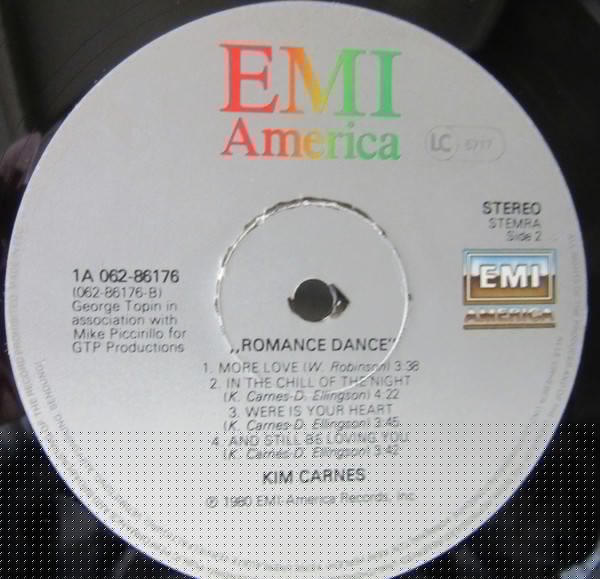 EMI
America
LC 5717
STEREO
STEMRA
Side 2
EMI
AMERICA
1A 062-86176
(062-86176-B)
George Topin in
association with
Mike Piccirillo for
GTP Productions
„ROMANCE DANCE"
1. MORE LOVE (W. Robinson) 3:38
2. IN THE CHILL OF THE NIGHT
(K. Carnes-D. Ellingson) 4:22
3. WERE IS YOUR HEART
(K. Carnes-D. Ellingson) 3:45
4. AND STILL BE LOVING YOU
(K. Carnes-D. Ellingson) 3:42
KIM CARNES
℗ 1980 EMI-America Records, Inc.